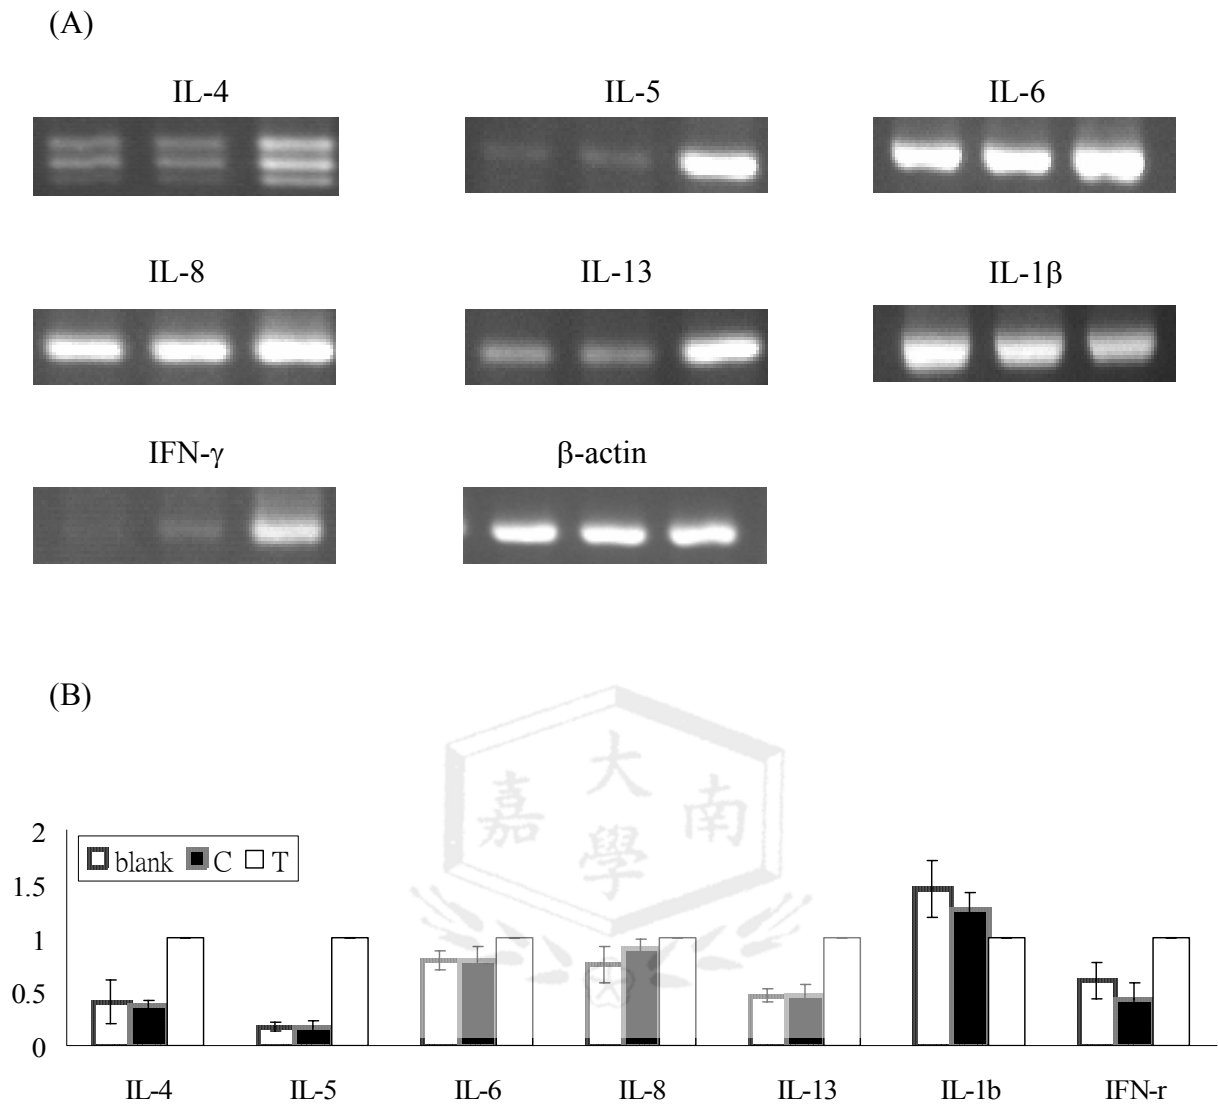 (A)
IL-4 IL-5 IL-6
IL-8 IL-13 IL-1β
IFN-γ β-actin
(B)
大
嘉 南
學
2
1.5
1
0.5
0
blank C T
IL-4 IL-5 IL-6 IL-8 IL-13 IL-1b IFN-r